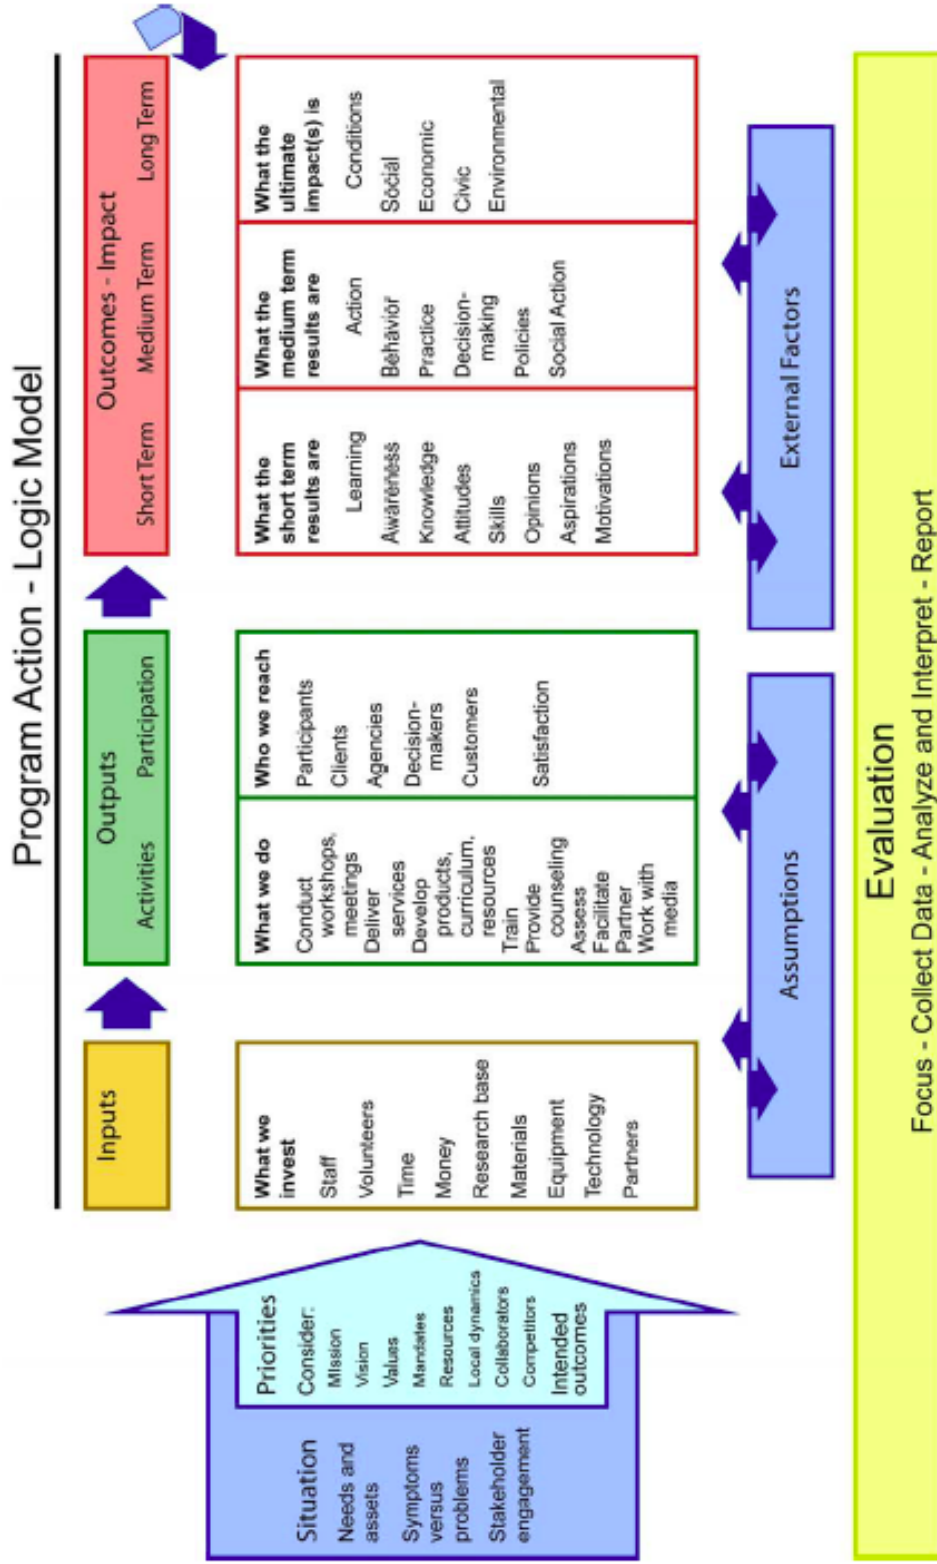 Program Action - Logic Model
Inputs
Outputs
Activities Participation
Outcomes - Impact
Short Term Medium Term Long Term
Situation
Needs and
assets
Symptoms
versus
problems
Stakeholder
engagement
Priorities
Consider:
Mission
Vision
Values
Mandates
Resources
Local dynamics
Collaborators
Competitors
Intended
outcomes
What we
invest
Staff
Volunteers
Time
Money
Research base
Materials
Equipment
Technology
Partners
What we do
Conduct
workshops,
meetings
Deliver
services
Develop
products,
curriculum,
resources
Train
Provide
counseling
Assess
Facilitate
Partner
Work with
media
Who we reach
Participants
Clients
Agencies
Decision-
makers
Customers
Satisfaction
What the
short term
results are
Learning
Awareness
Knowledge
Attitudes
Skills
Opinions
Aspirations
Motivations
What the
medium term
results are
Action
Behavior
Practice
Decision-
making
Policies
Social Action
What the
ultimate
impact(s) is
Conditions
Social
Economic
Civic
Environmental
Assumptions
External Factors
Evaluation
Focus - Collect Data - Analyze and Interpret - Report